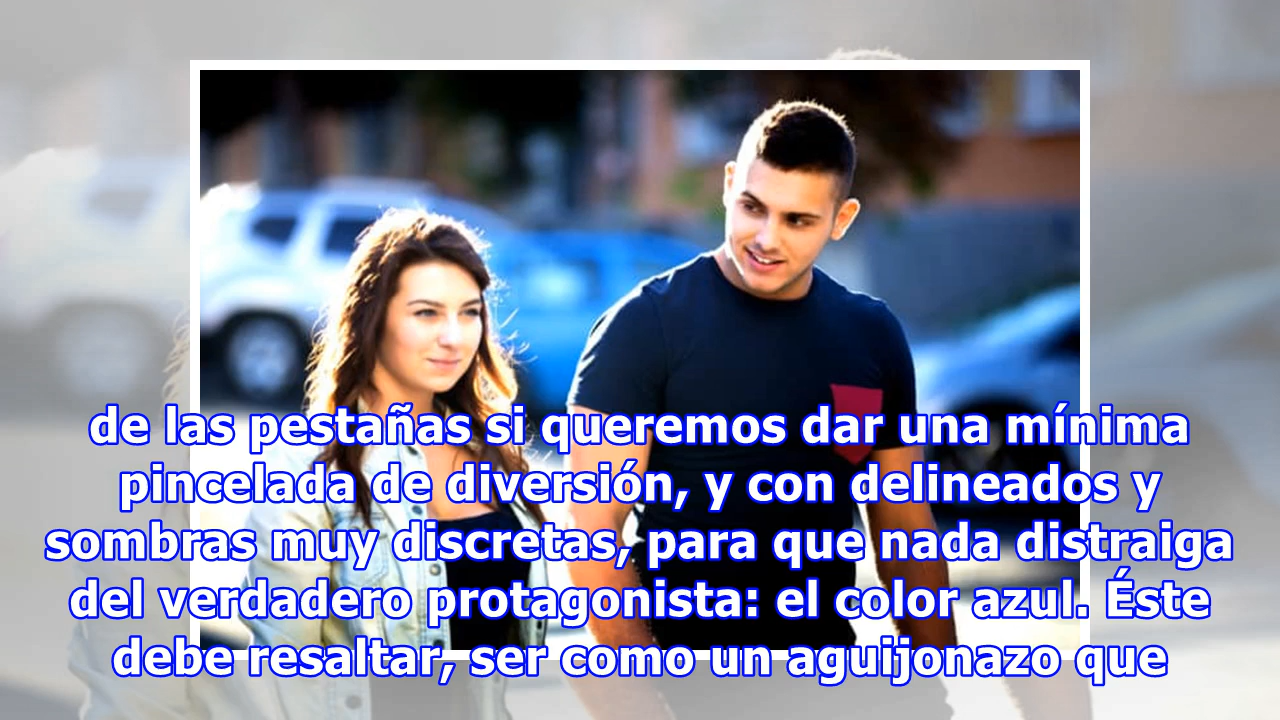 de las pestañas si queremos dar una mínima
pincelada de diversión, y con delineados y
sombras muy discretas, para que nada distraiga
del verdadero protagonista: el color azul. Éste
debe resaltar, ser como un aguijonazo que